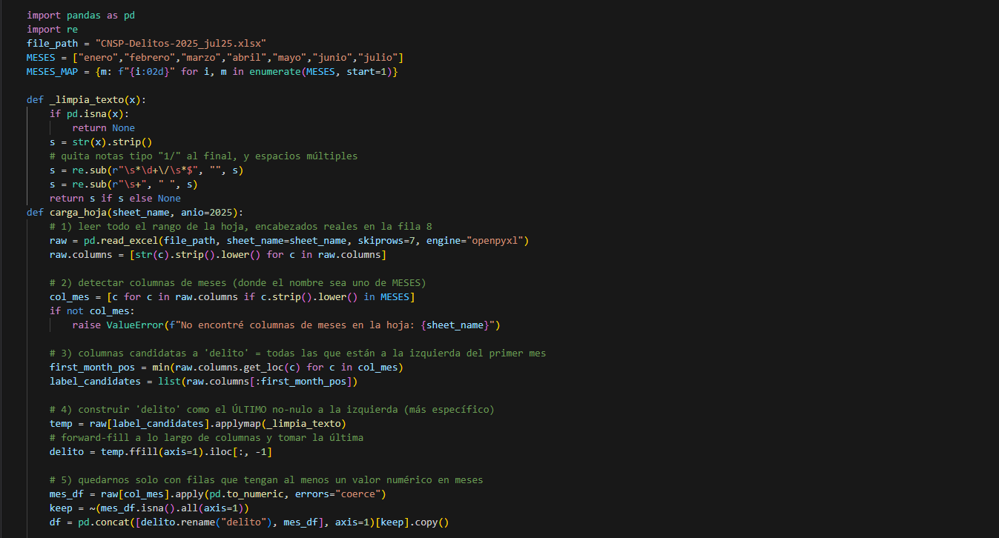 import pandas as pd
import re
file_path = "CNSP-Delitos-2025_jul25.xlsx"
MESES = ["enero","febrero","marzo","abril","mayo","junio","julio"]
MESES_MAP = {m: f"{i:02d}" for i, m in enumerate(MESES, start=1)}

def _limpia_texto(x):
    if pd.isna(x):
        return None
    s = str(x).strip()
    # quita notas tipo "1/" al final, y espacios múltiples
    s = re.sub(r"\s*\d+\/\s*$", "", s)
    s = re.sub(r"\s+", " ", s)
    return s if s else None
def carga_hoja(sheet_name, anio=2025):
    # 1) leer todo el rango de la hoja, encabezados reales en la fila 8
    raw = pd.read_excel(file_path, sheet_name=sheet_name, skiprows=7, engine="openpyxl")
    raw.columns = [str(c).strip().lower() for c in raw.columns]

    # 2) detectar columnas de meses (donde el nombre sea uno de MESES)
    col_mes = [c for c in raw.columns if c.strip().lower() in MESES]
    if not col_mes:
        raise ValueError(f"No encontré columnas de meses en la hoja: {sheet_name}")

    # 3) columnas candidatas a 'delito' = todas las que están a la izquierda del primer mes
    first_month_pos = min(raw.columns.get_loc(c) for c in col_mes)
    label_candidates = list(raw.columns[:first_month_pos])

    # 4) construir 'delito' como el ÚLTIMO no-nulo a la izquierda (más específico)
    temp = raw[label_candidates].applymap(_limpia_texto)
    # forward-fill a lo largo de columnas y tomar la última
    delito = temp.ffill(axis=1).iloc[:, -1]

    # 5) quedarnos solo con filas que tengan al menos un valor numérico en meses
    mes_df = raw[col_mes].apply(pd.to_numeric, errors="coerce")
    keep = ~(mes_df.isna().all(axis=1))
    df = pd.concat([delito.rename("delito"), mes_df], axis=1)[keep].copy()